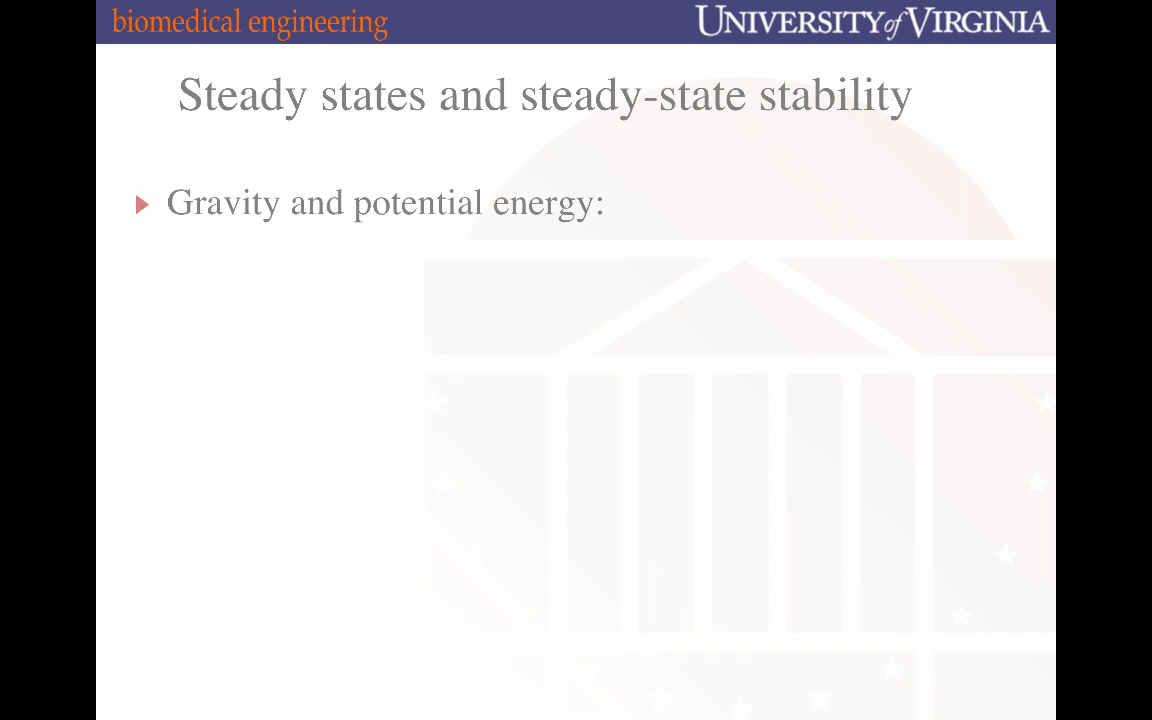 biomedical engineering
UNIVERSITY of VIRGINIA
Steady states and steady-state stability
Gravity and potential energy: